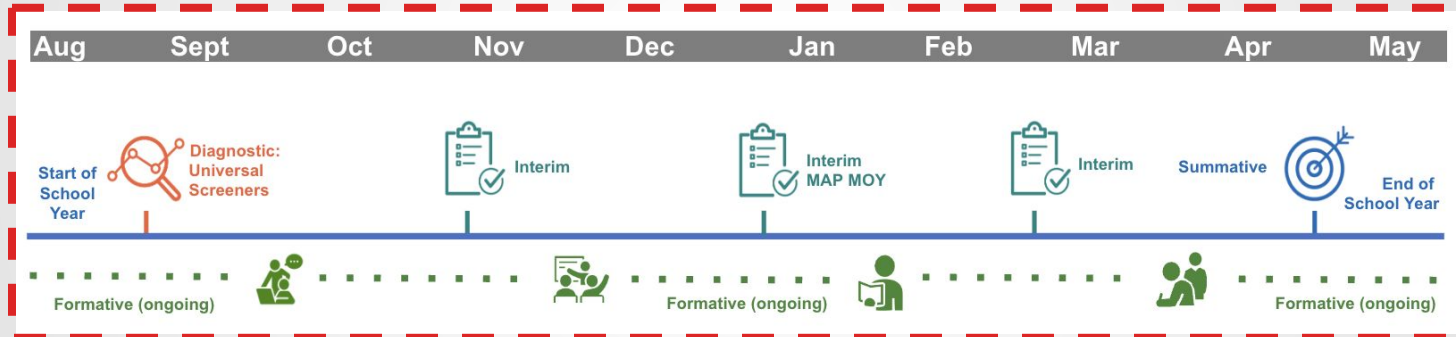 Aug Sept Oct Nov Dec Jan Feb Mar Apr May
Start of
School
Year
Diagnostic:
Universal
Screeners
Interim
Interim
MAP MOY
Interim
Summative
End of
School Year
Formative (ongoing)
Formative (ongoing)
Formative (ongoing)